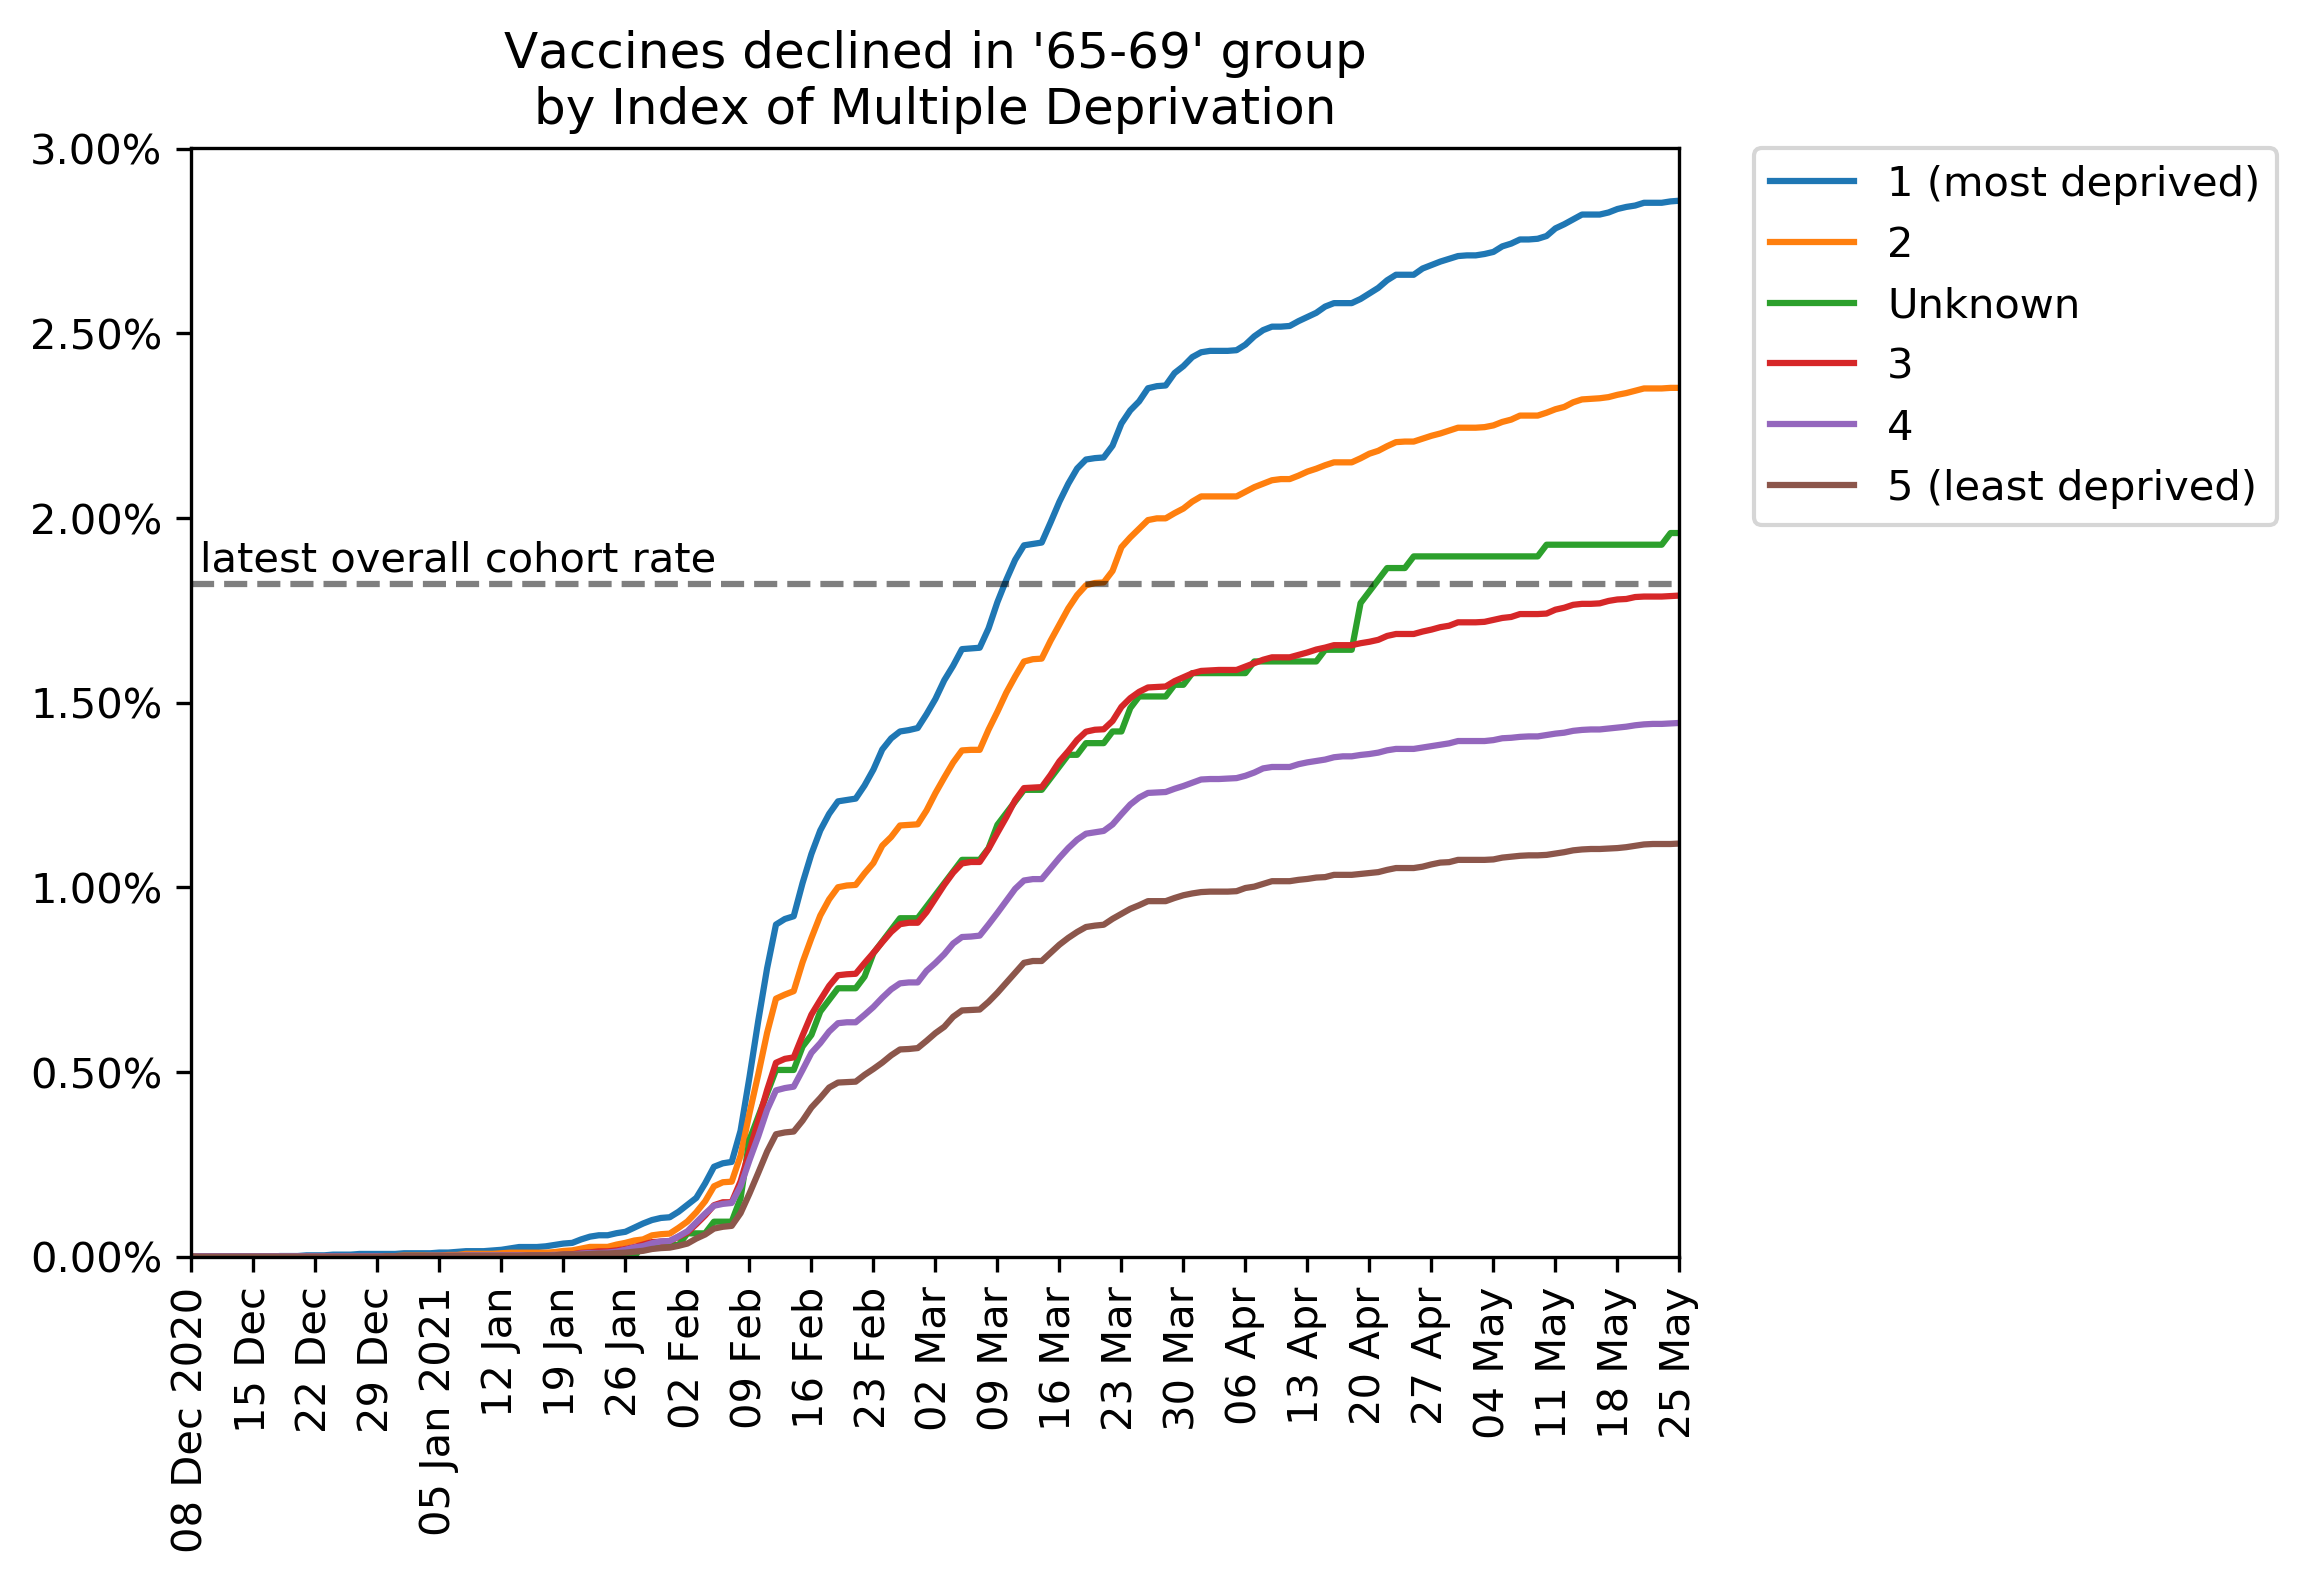 Vaccines declined in '65-69' group
by Index of Multiple Deprivation
3.00%
2.50%
2.00%
1.50%
1.00%
0.50%
0.00%
latest overall cohort rate
08 Dec 2020
15 Dec
22 Dec
29 Dec
05 Jan 2021
12 Jan
19 Jan
26 Jan
02 Feb
09 Feb
16 Feb
23 Feb
02 Mar
09 Mar
16 Mar
23 Mar
30 Mar
06 Apr
13 Apr
20 Apr
27 Apr
04 May
11 May
18 May
25 May
1 (most deprived)
2
Unknown
3
4
5 (least deprived)